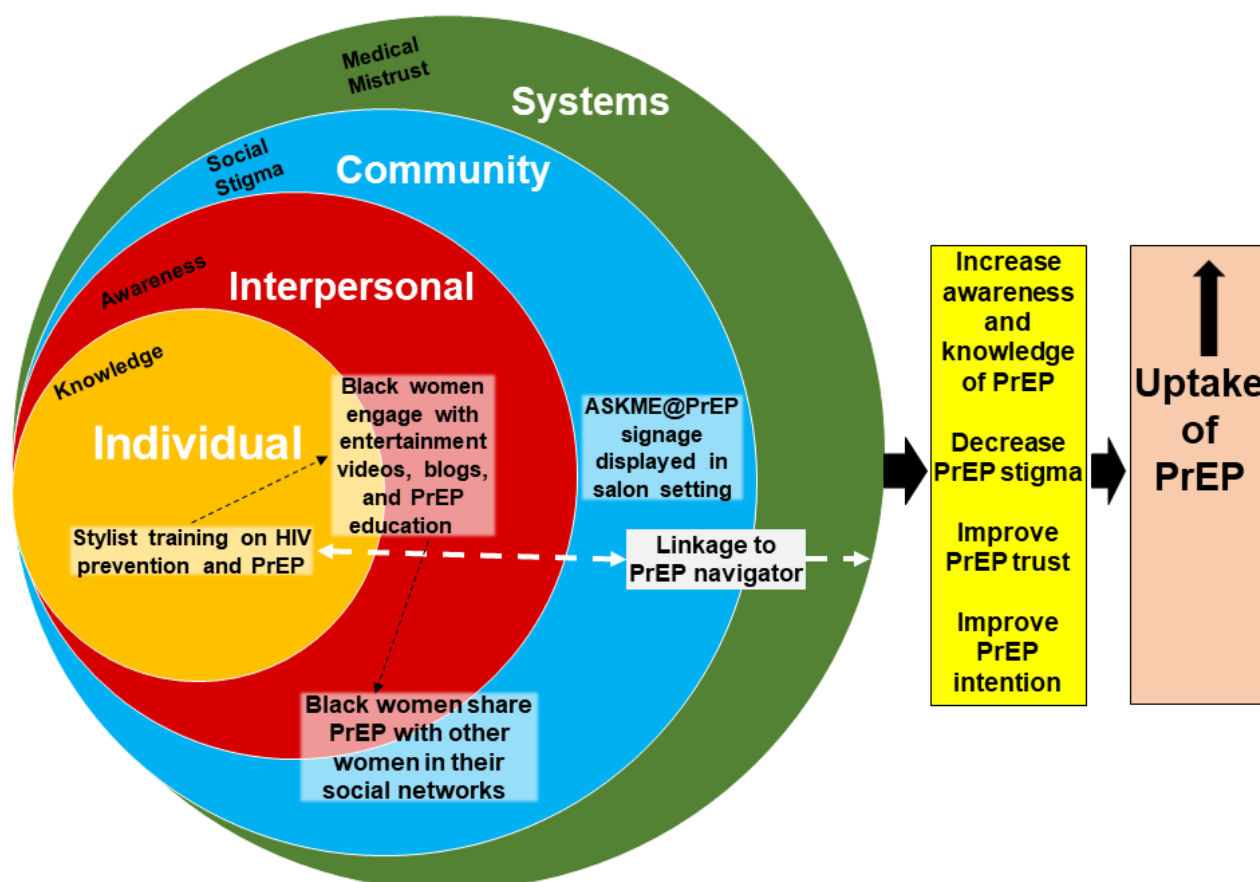 Medical
Mistrust
Systems
Social
Stigma
Community
Awareness
Interpersonal
Knowledge
Individual
Black women
engage with
entertainment
videos, blogs,
and PrEP
education
Stylist training on HIV
prevention and PrEP
ASKME@PrEP
signage
displayed in
salon setting
Linkage to
PrEP navigator
Black women share
PrEP with other
women in their
social networks
Increase
awareness
and
knowledge
of PrEP
Decrease
PrEP stigma
Improve
PrEP trust
Improve
PrEP
intention
Uptake
of
PrEP